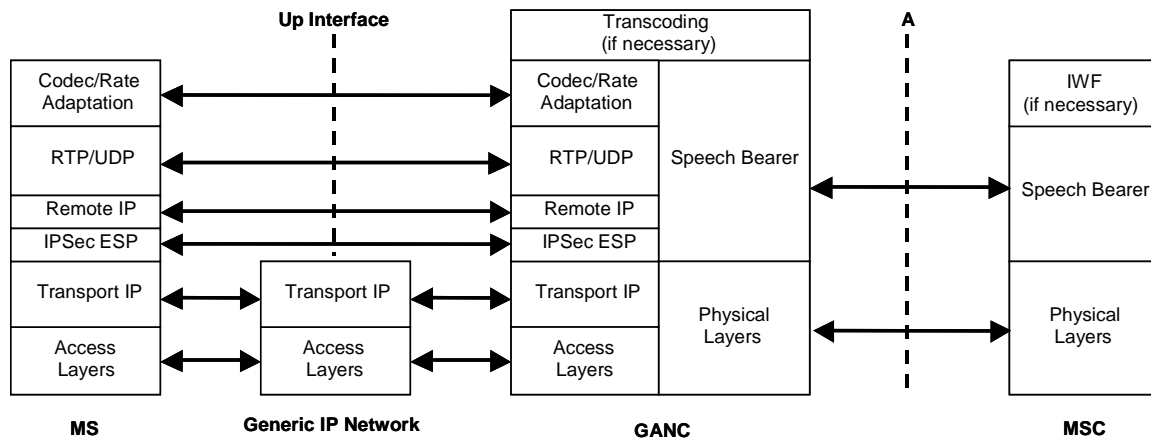 Up Interface
Transcoding
(if necessary)
A
Codec/Rate
Adaptation
Codec/Rate
Adaptation
IWF
(if necessary)
RTP/UDP
RTP/UDP
Speech Bearer
Speech Bearer
Remote IP
Remote IP
IPSec ESP
IPSec ESP
Transport IP
Transport IP
Transport IP
Physical
Layers
Physical
Layers
Access
Layers
Access
Layers
Access
Layers
MS
Generic IP Network
GANC
MSC